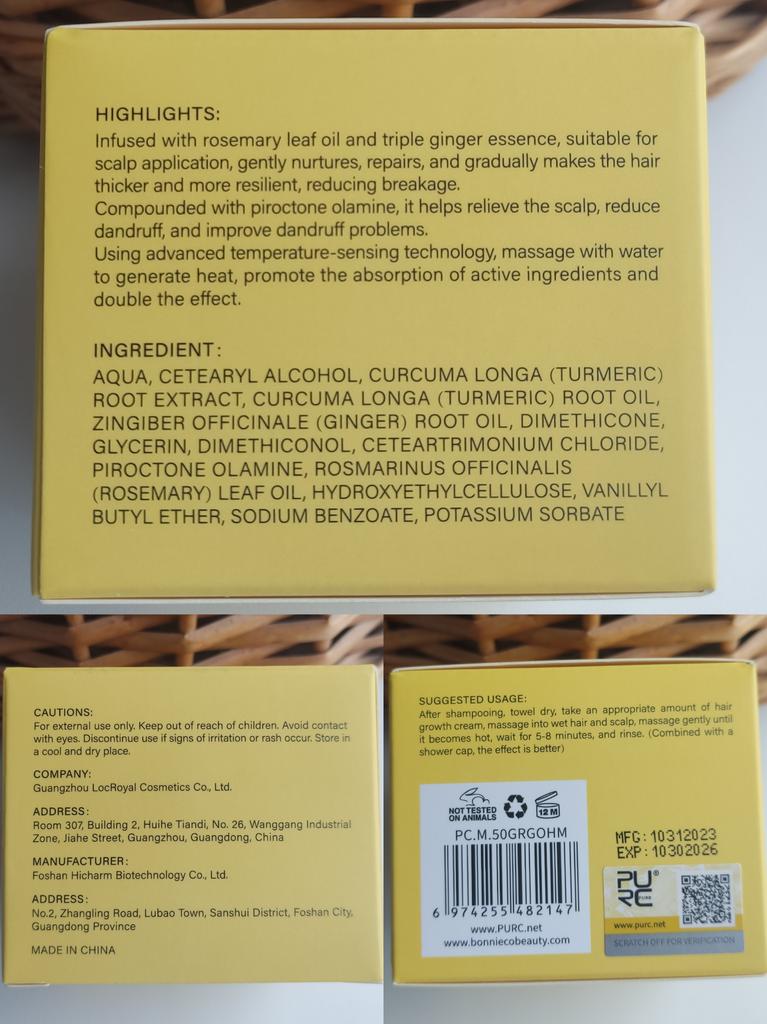 HIGHLIGHTS:
Infused with rosemary leaf oil and triple ginger essence, suitable for
scalp application, gently nurtures, repairs, and gradually makes the hair
thicker and more resilient, reducing breakage.
Compounded with piroctone olamine, it helps relieve the scalp, reduce
dandruff, and improve dandruff problems.
Using advanced temperature-sensing technology, massage with water
to generate heat, promote the absorption of active ingredients and
double the effect.
INGREDIENT:
AQUA, CETEARYL ALCOHOL, CURCUMA LONGA (TURMERIC)
ROOT EXTRACT, CURCUMA LONGA (TURMERIC) ROOT OIL,
ZINGIBER OFFICINALE (GINGER) ROOT OIL, DIMETHICONE,
GLYCERIN, DIMETHICONOL, CETEARTRIMONIUM CHLORIDE,
PIROCTONE OLAMINE, ROSMARINUS OFFICINALIS
(ROSEMARY) LEAF OIL, HYDROXYETHYLCELLULOSE, VANILLYL
BUTYL ETHER, SODIUM BENZOATE, POTASSIUM SORBATE
CAUTIONS:
For external use only. Keep out of reach of children. Avoid contact
with eyes. Discontinue use if signs of irritation or rash occur. Store in
a cool and dry place.
COMPANY:
Guangzhou LocRoyal Cosmetics Co., Ltd.
ADDRESS:
Room 307, Building 2, Huihe Tiandi, No. 26, Wanggang Industrial
Zone, Jiahe Street, Guangzhou, Guangdong, China
MANUFACTURER:
Foshan Hicharm Biotechnology Co., Ltd.
ADDRESS:
No.2, Zhangling Road, Lubao Town, Sanshui District, Foshan City,
Guangdong Province
MADE IN CHINA
SUGGESTED USAGE:
After shampooing, towel dry, take an appropriate amount of hair
growth cream, massage into wet hair and scalp, massage gently until
it becomes hot, wait for 5-8 minutes, and rinse. (Combined with a
shower cap, the effect is better)
NOT TESTED
ON ANIMALS
12 M
PC.M.50GRGOHM
6 974255 482147
www.PURC.net
www.bonniecobeauty.com
MFG: 10312023
EXP: 10302026
PURC®
PURE
www.purc.net
SCRATCH OFF FOR VERIFICATION